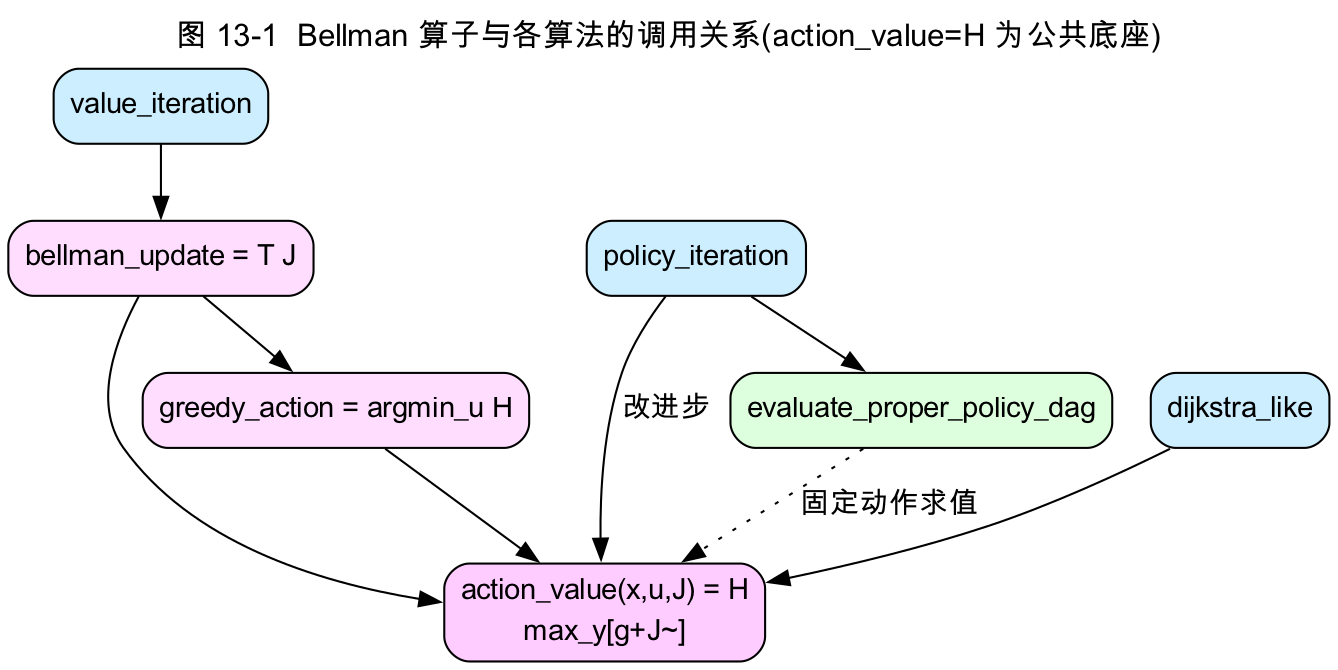 图 13-1  Bellman 算子与各算法的调用关系(action_value=H 为公共底座)
value_iteration
bellman_update = T J
policy_iteration
greedy_action = argmin_u H
改进步
evaluate_proper_policy_dag
dijkstra_like
固定动作求值
action_value(x,u,J) = H
max_y[g+J~]